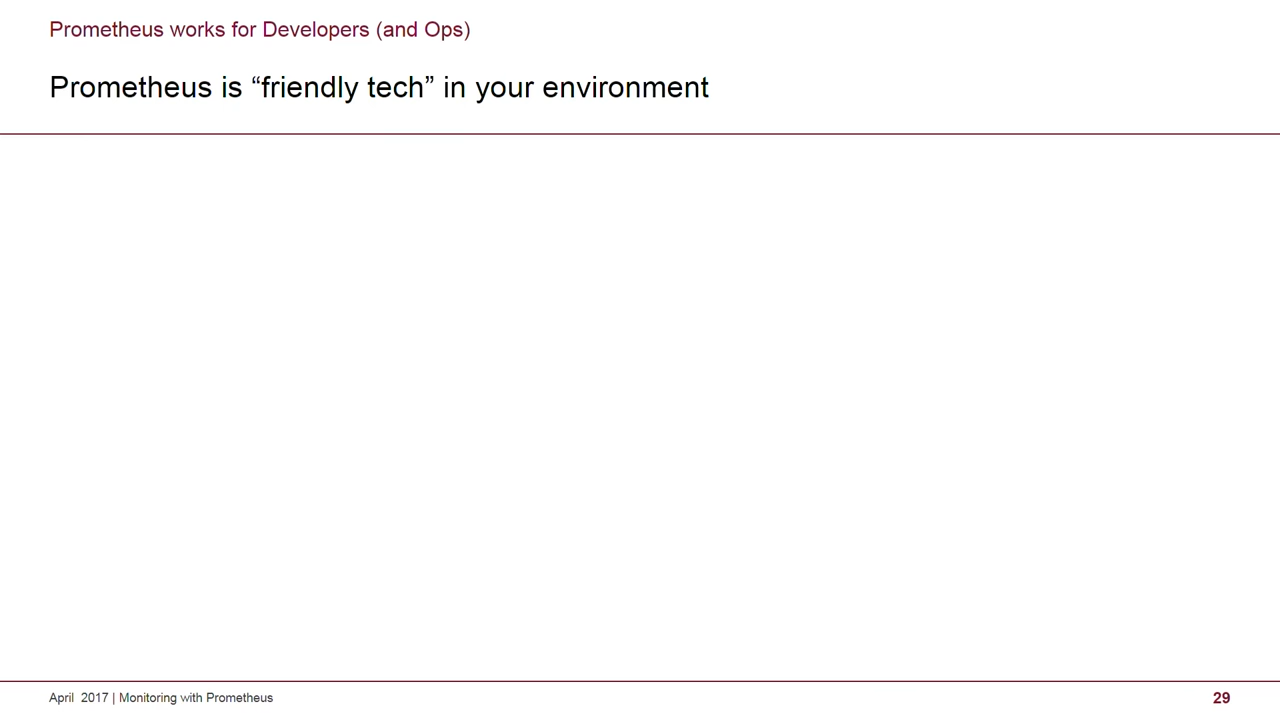 Prometheus works for Developers (and Ops)
Prometheus is “friendly tech” in your environment
April  2017 | Monitoring with Prometheus
29